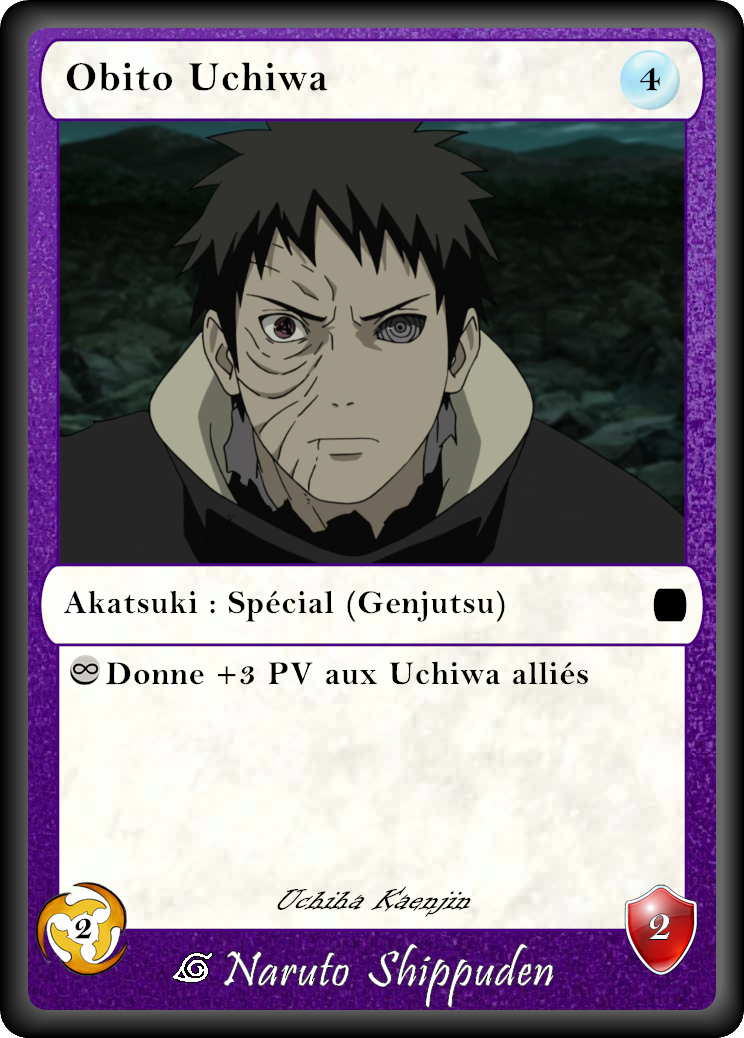 Obito Uchiwa
4
Akatsuki : Spécial (Genjutsu)
∞ Donne +3 PV aux Uchiwa alliés
Uchiha Kaenjin
2
2
Naruto Shippuden